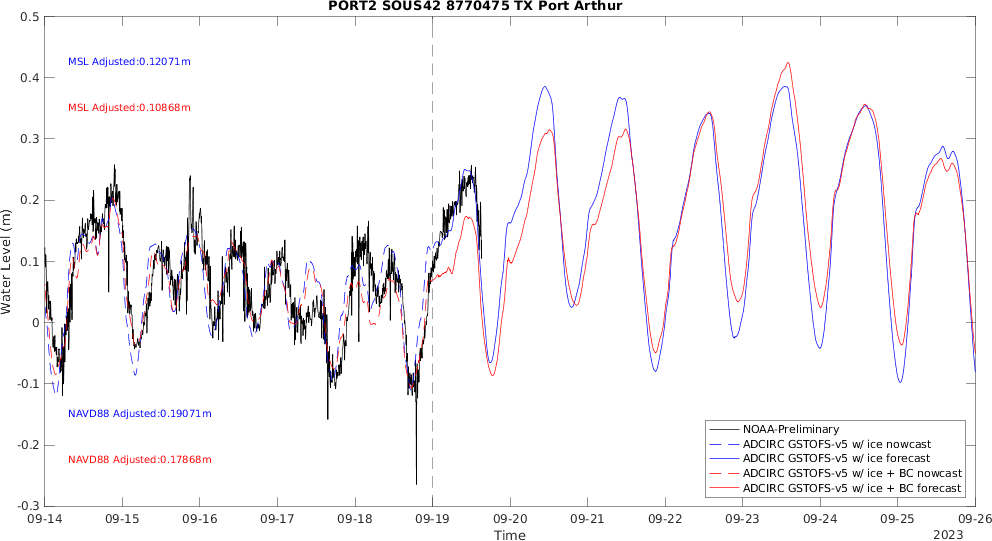 PORT2 SOUS42 8770475 TX Port Arthur
0.5
MSL Adjusted:0.12071m
0.4
MSL Adjusted:0.10868m
0.3
0.2
Water Level (m)
0.1
0
-0.1
NAVD88 Adjusted:0.19071m
-0.2
NAVD88 Adjusted:0.17868m
-0.3
NOAA-Preliminary
ADCIRC GSTOFS-v5 w/ ice nowcast
ADCIRC GSTOFS-v5 w/ ice forecast
ADCIRC GSTOFS-v5 w/ ice + BC nowcast
ADCIRC GSTOFS-v5 w/ ice + BC forecast
09-14 09-15 09-16 09-17 09-18 09-19 09-20 09-21 09-22 09-23 09-24 09-25 09-26
Time
2023